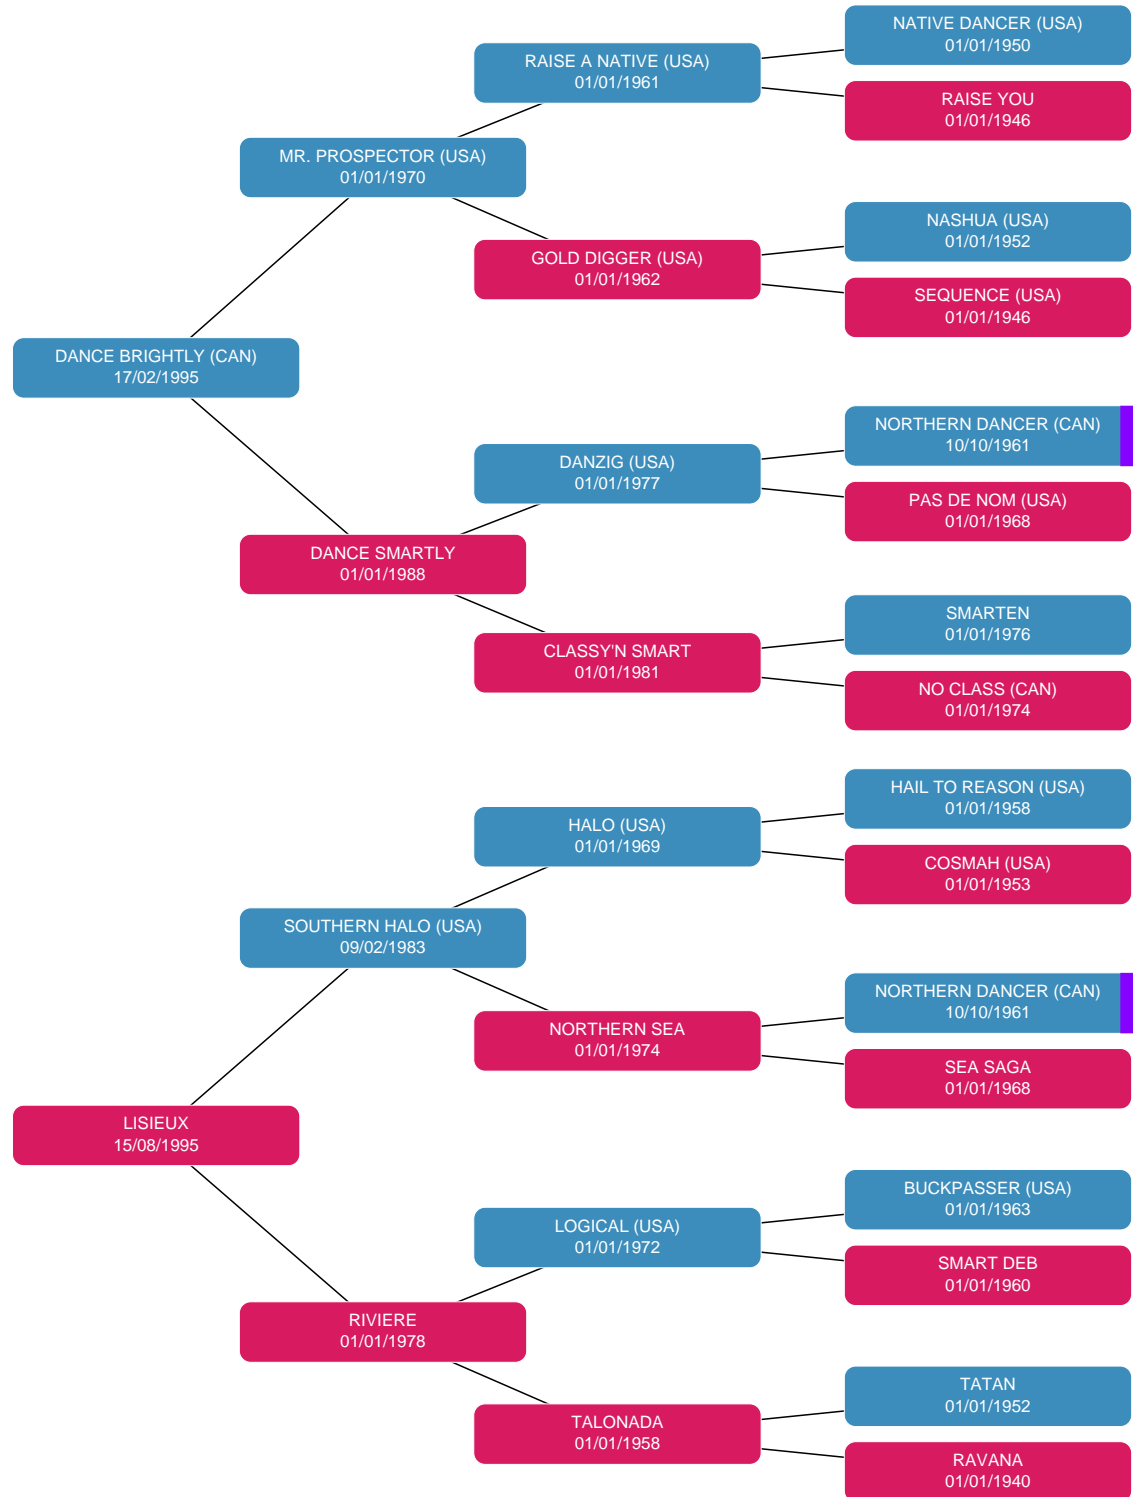 NATIVE DANCER (USA)
01/01/1950
RAISE A NATIVE (USA)
01/01/1961
RAISE YOU
01/01/1946
MR. PROSPECTOR (USA)
01/01/1970
NASHUA (USA)
01/01/1952
GOLD DIGGER (USA)
01/01/1962
SEQUENCE (USA)
01/01/1946
DANCE BRIGHTLY (CAN)
17/02/1995
NORTHERN DANCER (CAN)
10/10/1961
DANZIG (USA)
01/01/1977
PAS DE NOM (USA)
01/01/1968
DANCE SMARTLY
01/01/1988
SMARTEN
01/01/1976
CLASSY'N SMART
01/01/1981
NO CLASS (CAN)
01/01/1974
HAIL TO REASON (USA)
01/01/1958
HALO (USA)
01/01/1969
COSMAH (USA)
01/01/1953
SOUTHERN HALO (USA)
09/02/1983
NORTHERN DANCER (CAN)
10/10/1961
NORTHERN SEA
01/01/1974
SEA SAGA
01/01/1968
LISIEUX
15/08/1995
BUCKPASSER (USA)
01/01/1963
LOGICAL (USA)
01/01/1972
SMART DEB
01/01/1960
RIVIERE
01/01/1978
TATAN
01/01/1952
TALONADA
01/01/1958
RAVANA
01/01/1940